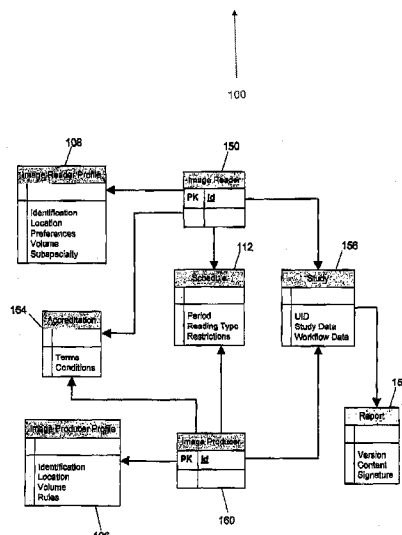 100
108
150
Image Reader Profile
Image Reader
PK Id
Identification
Location
Preferences
Volume
Subspecialty
112
156
Schedule
Study
Period
Reading Type
Restrictions
UID
Study Data
Workflow Data
164
Accreditation
Terms
Conditions
Report
Version
Content
Signature
Image Producer Profile
Image Producer
PK Id
Identification
Location
Volume
Rules
160